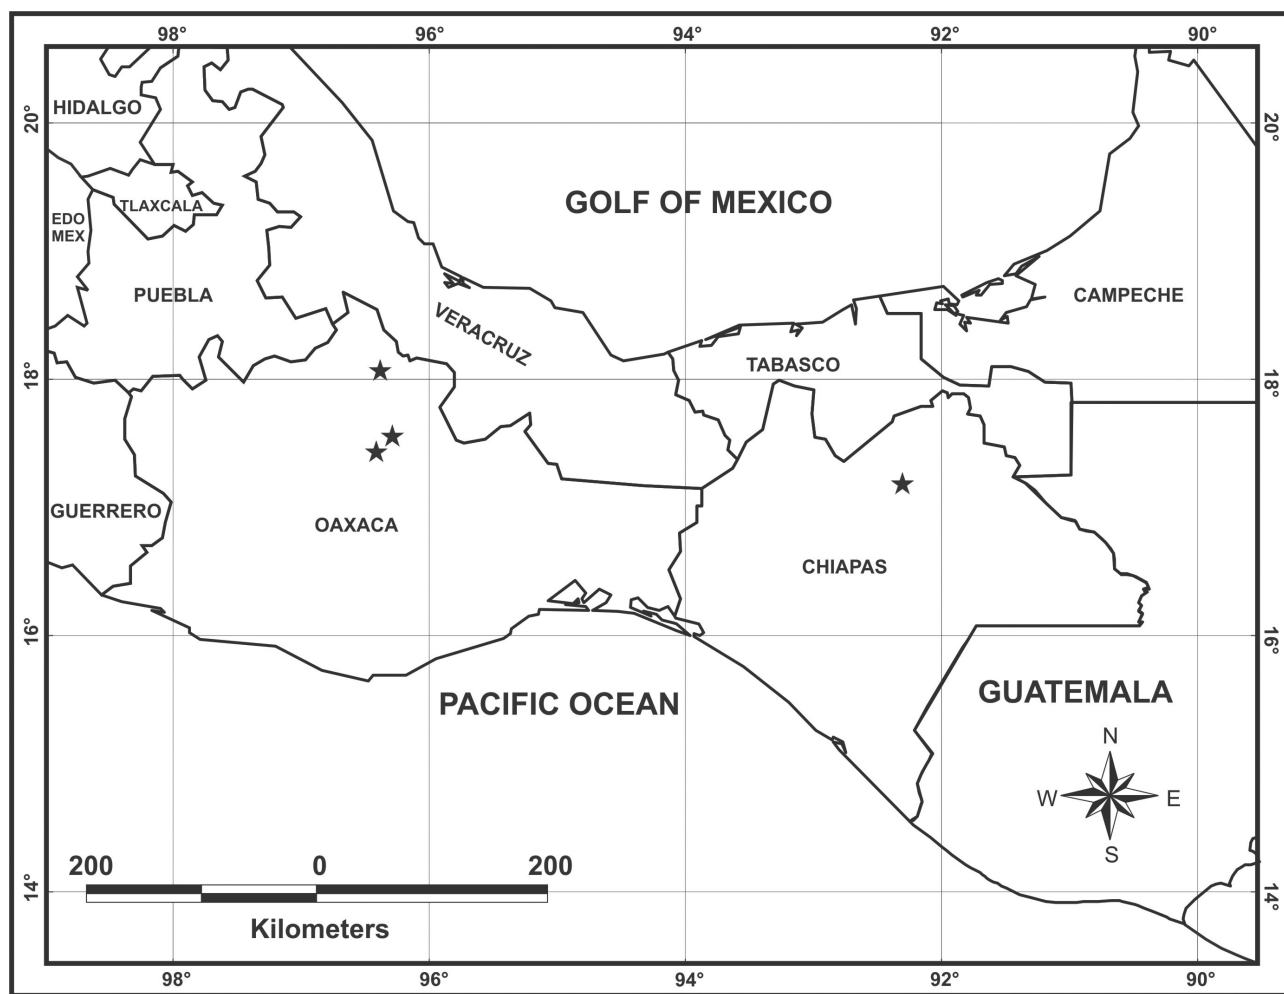 98° 96° 94° 92° 90°
20° 20°
HIDALGO
GOLF OF MEXICO
TLAXCALA
EDO
MEX
PUEBLA
CAMPECHE
VERACRUZ
TABASCO
18° 18°
GUERRERO
OAXACA
CHIAPAS
16° 16°
PACIFIC OCEAN
GUATEMALA
N
W E
S
200 0 200
14° 14°
Kilometers
98° 96° 94° 92° 90°